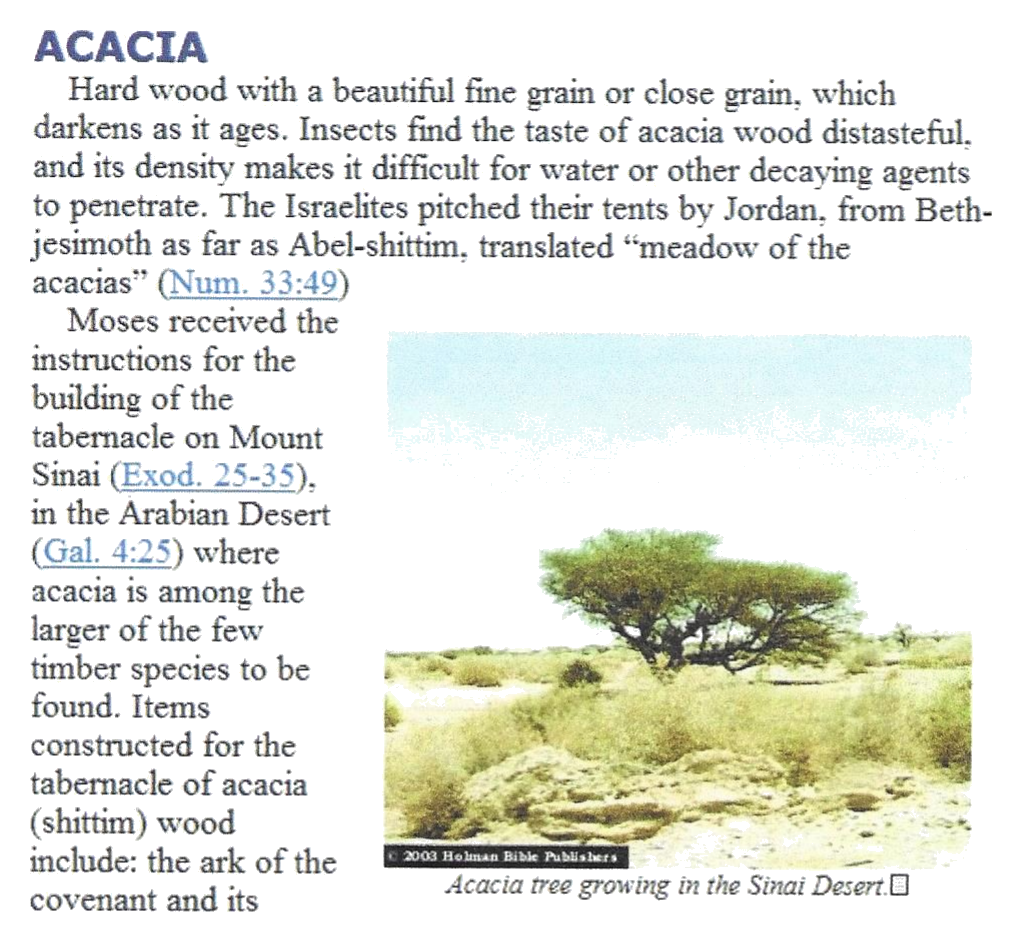 ACACIA
Hard wood with a beautiful fine grain or close grain, which
darkens as it ages. Insects find the taste of acacia wood distasteful,
and its density makes it difficult for water or other decaying agents
to penetrate. The Israelites pitched their tents by Jordan, from Beth-
jesimoth as far as Abel-shittim, translated “meadow of the
acacias” (Num. 33:49)
Moses received the
instructions for the
building of the
tabernacle on Mount
Sinai (Exod. 25-35),
in the Arabian Desert
(Gal. 4:25) where
acacia is among the
larger of the few
timber species to be
found. Items
constructed for the
tabernacle of acacia
(shittim) wood
include: the ark of the
covenant and its
© 2003 Holman Bible Publishers
Acacia tree growing in the Sinai Desert.